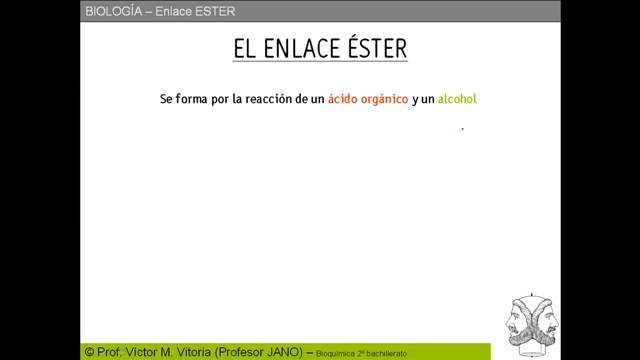 BIOLOGÍA – Enlace ESTER
EL ENLACE ÉSTER
Se forma por la reacción de un ácido orgánico y un alcohol
© Prof. Víctor M. Vitoria (Profesor JANO) – Bioquímica 2º bachillerato